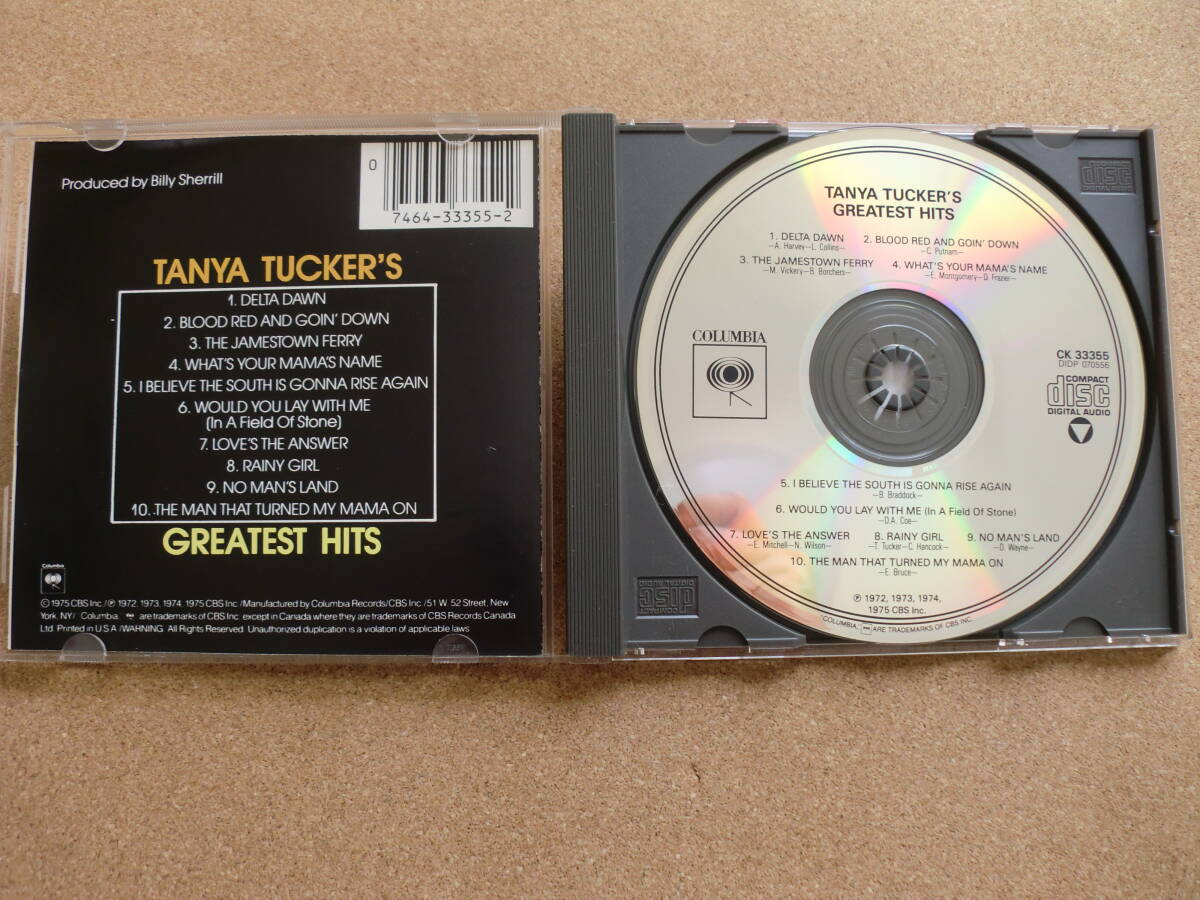 Produced by Billy Sherrill
0
7464-33355-2
TANYA TUCKER'S
1. DELTA DAWN
2. BLOOD RED AND GOIN' DOWN
3. THE JAMESTOWN FERRY
4. WHAT'S YOUR MAMA'S NAME
5. I BELIEVE THE SOUTH IS GONNA RISE AGAIN
6. WOULD YOU LAY WITH ME
(In A Field Of Stone)
7. LOVE'S THE ANSWER
8. RAINY GIRL
9. NO MAN'S LAND
10. THE MAN THAT TURNED MY MAMA ON
GREATEST HITS
Columbia
© 1975 CBS Inc./℗ 1972, 1973, 1974, 1975 CBS Inc./Manufactured by Columbia Records/CBS Inc./51 W. 52 Street, New
York, NY/ Columbia, are trademarks of CBS Inc. except in Canada where they are trademarks of CBS Records Canada
Ltd. Printed in U.S.A./WARNING: All Rights Reserved. Unauthorized duplication is a violation of applicable laws
TANYA TUCKER'S
GREATEST HITS
1. DELTA DAWN 2. BLOOD RED AND GOIN' DOWN
—A. Harvey—L. Collins— —C. Putnam—
3. THE JAMESTOWN FERRY 4. WHAT'S YOUR MAMA'S NAME
—M. Vickery—B. Borchers— —E. Montgomery—D. Frazier—
COLUMBIA
CK 33355
DIDP 070556
COMPACT
disc
DIGITAL AUDIO
5. I BELIEVE THE SOUTH IS GONNA RISE AGAIN
—B. Braddock—
6. WOULD YOU LAY WITH ME (In A Field Of Stone)
—D.A. Coe—
7. LOVE'S THE ANSWER 8. RAINY GIRL 9. NO MAN'S LAND
—E. Mitchell—N. Wilson— —T. Tucker—C. Hancock— —D. Wayne—
10. THE MAN THAT TURNED MY MAMA ON
—E. Bruce—
℗ 1972, 1973, 1974,
1975 CBS Inc.
COLUMBIA, ARE TRADEMARKS OF CBS INC.
COMPACT
disc
DIGITAL AUDIO
COMPACT
disc
DIGITAL AUDIO